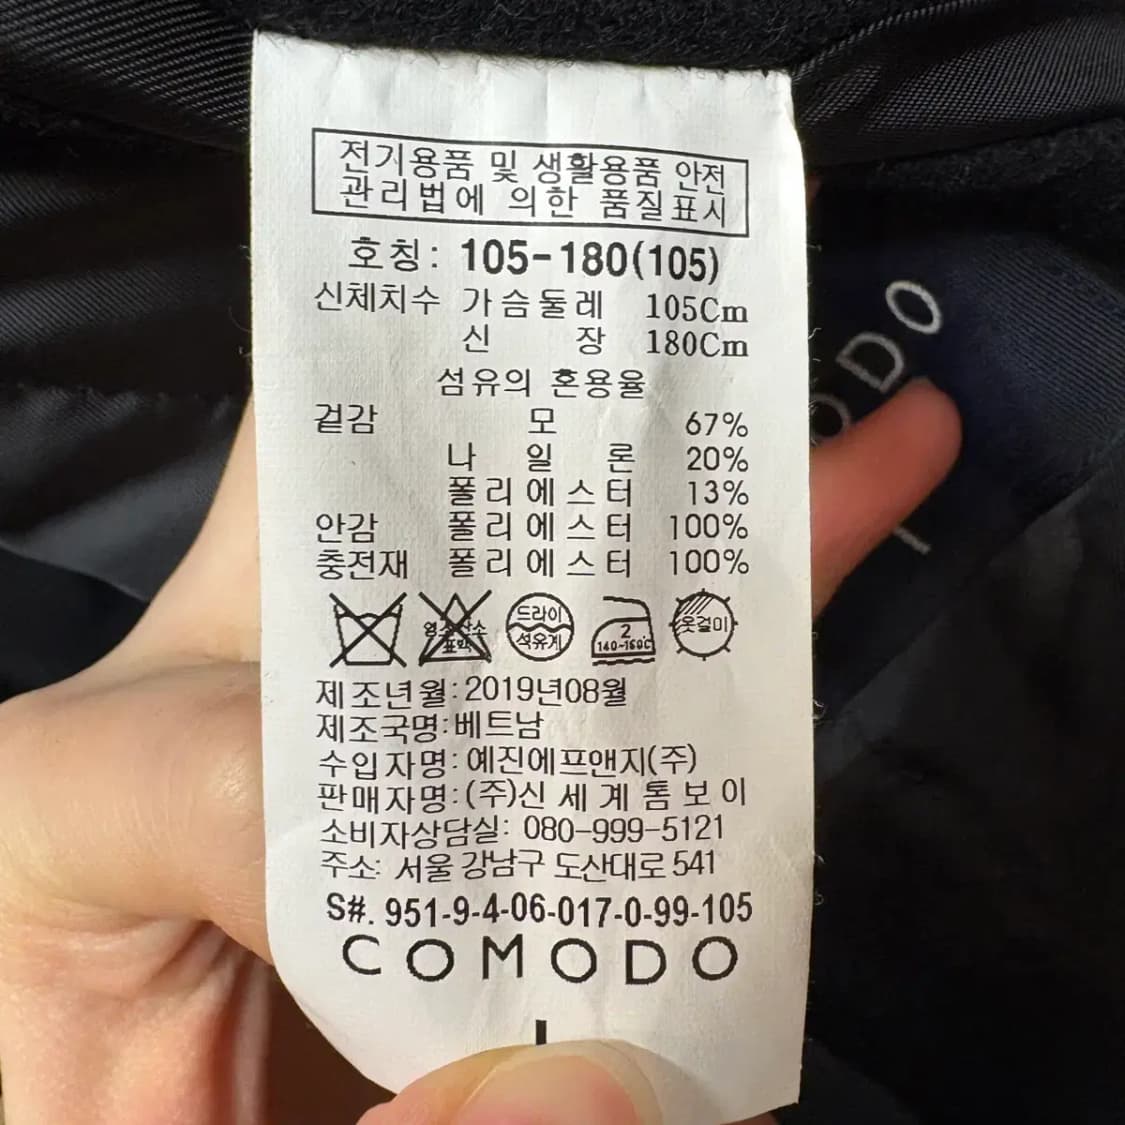 전기용품 및 생활용품 안전
관리법에 의한 품질표시
호칭: 105-180(105)
신체치수 가슴둘레 105Cm
신장 180Cm
섬유의 혼용율
겉감 모 67%
나일론 20%
폴리에스터 13%
안감 폴리에스터 100%
충전재 폴리에스터 100%
염소산소 표백
드라이 석유계
2 140~160℃
옷걸이
제조년월:2019년08월
제조국명:베트남
수입자명:예진에프앤지(주)
판매자명:(주)신세계톰보이
소비자상담실: 080-999-5121
주소: 서울 강남구 도산대로 541
S#. 951-9-4-06-017-0-99-105
COMODO
ODO